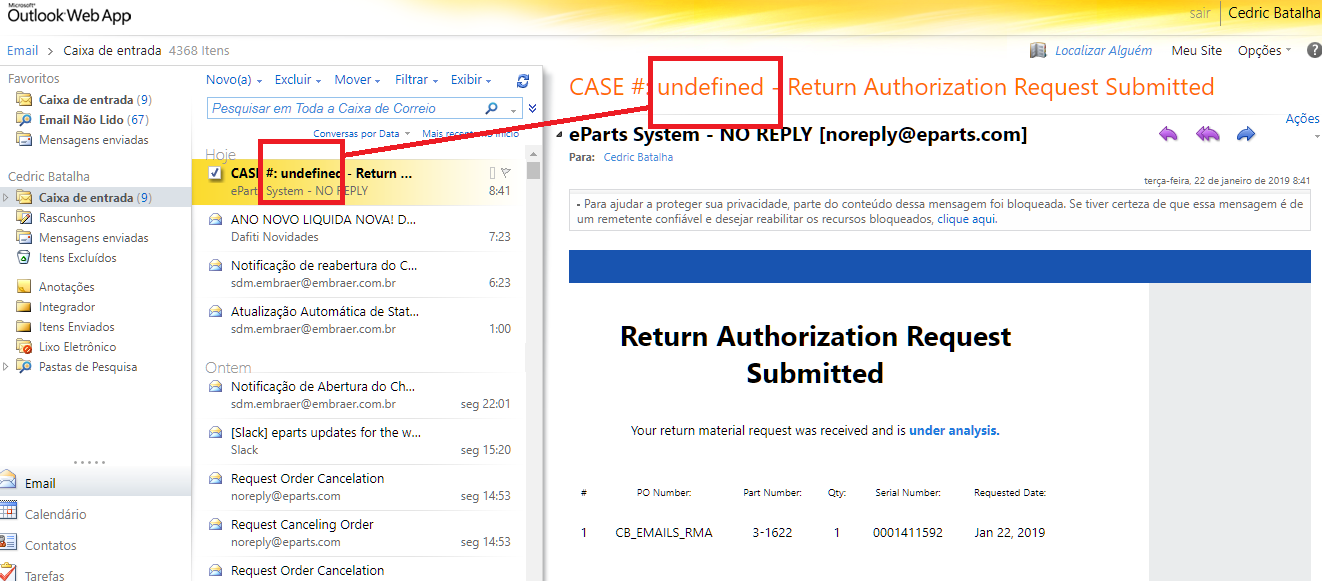 Microsoft®
Outlook Web App
sair
Cedric Batalha
Email > Caixa de entrada 4368 Itens
Localizar Alguém
Meu Site
Opções
Favoritos
Caixa de entrada (9)
Email Não Lido (67)
Mensagens enviadas
Cedric Batalha
Caixa de entrada (9)
Rascunhos
Mensagens enviadas
Itens Excluídos
Anotações
Integrador
Itens Enviados
Lixo Eletrônico
Pastas de Pesquisa
Email
Calendário
Contatos
Tarefas
Novo(a) Excluir Mover Filtrar Exibir
Pesquisar em Toda a Caixa de Correio
Conversas por Data Mais recente no início
Hoje
CASE #: undefined - Return ...
eParts System - NO REPLY 8:41
ANO NOVO LIQUIDA NOVA! D...
Dafiti Novidades 7:23
Notificação de reabertura do C...
sdm.embraer@embraer.com.br 6:23
Atualização Automática de Stat...
sdm.embraer@embraer.com.br 1:00
Ontem
Notificação de Abertura do Ch...
sdm.embraer@embraer.com.br seg 22:01
[Slack] eparts updates for the w...
Slack seg 15:20
Request Order Cancelation
noreply@eparts.com seg 14:53
Request Canceling Order
noreply@eparts.com seg 14:53
Request Order Cancelation
CASE #: undefined - Return Authorization Request Submitted
Ações
eParts System - NO REPLY [noreply@eparts.com]
Para: Cedric Batalha
terça-feira, 22 de janeiro de 2019 8:41
- Para ajudar a proteger sua privacidade, parte do conteúdo dessa mensagem foi bloqueada. Se tiver certeza de que essa mensagem é de
um remetente confiável e desejar reabilitar os recursos bloqueados, clique aqui.
Return Authorization Request
Submitted
Your return material request was received and is under analysis.
# PO Number: Part Number: Qty: Serial Number: Requested Date:
1 CB_EMAILS_RMA 3-1622 1 0001411592 Jan 22, 2019